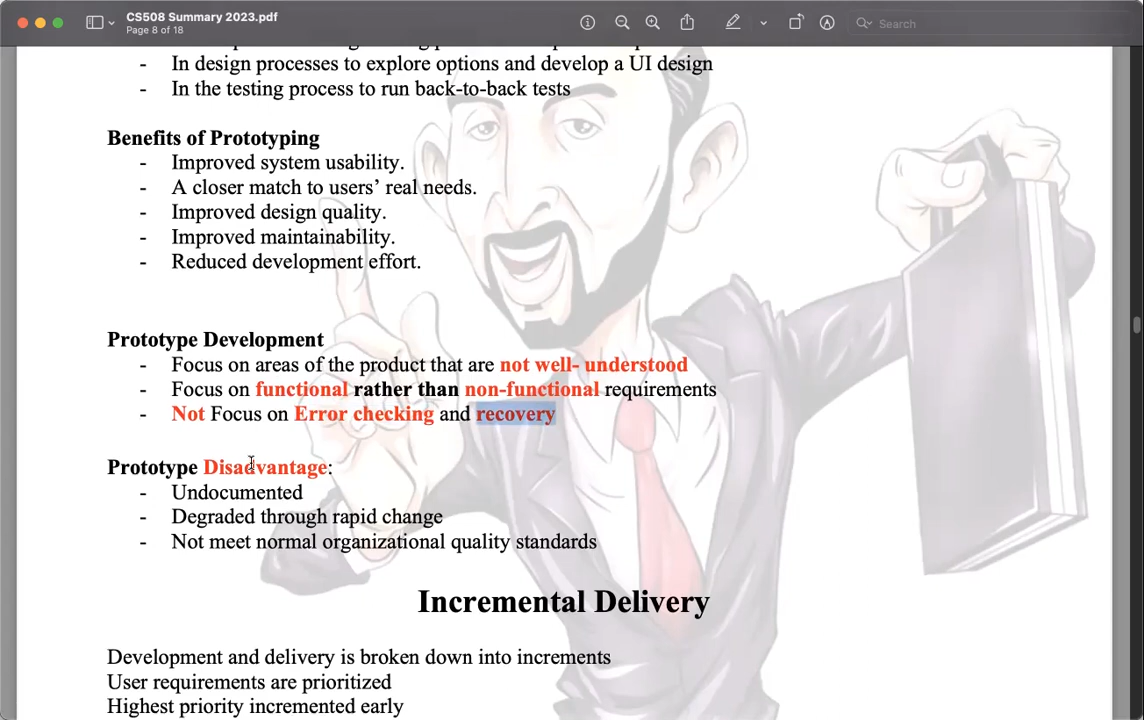 CS508 Summary 2023.pdf
Page 8 of 18
Search
- In design processes to explore options and develop a UI design
- In the testing process to run back-to-back tests
Benefits of Prototyping
- Improved system usability.
- A closer match to users’ real needs.
- Improved design quality.
- Improved maintainability.
- Reduced development effort.
Prototype Development
- Focus on areas of the product that are not well- understood
- Focus on functional rather than non-functional requirements
- Not Focus on Error checking and recovery
Prototype Disadvantage:
- Undocumented
- Degraded through rapid change
- Not meet normal organizational quality standards
Incremental Delivery
Development and delivery is broken down into increments
User requirements are prioritized
Highest priority incremented early